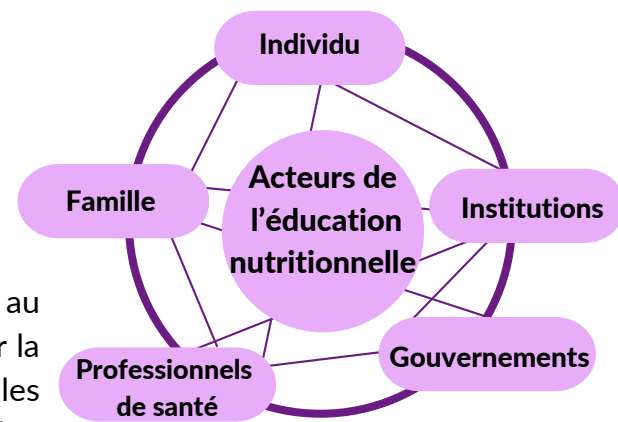 Individu
Famille
Acteurs de
l'éducation
nutritionnelle
Institutions
au
r la
les
Professionnels
de santé
Gouvernements